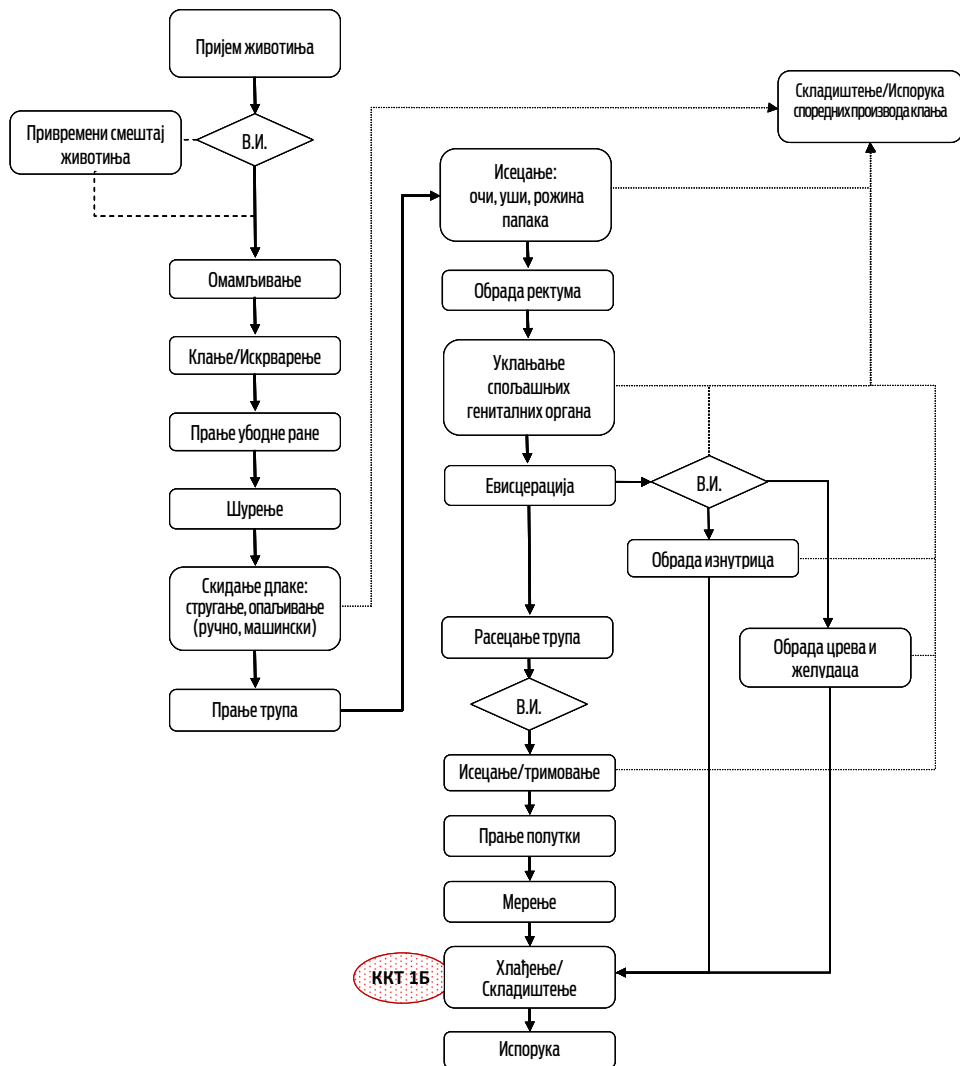 Пријем животиња
Привремени смештај
животиња
В.И.
Омамљивање
Клање/Искрварење
Прање убодне ране
Шурење
Скидање длаке:
стругање, опаљивање
(ручно, машински)
Прање трупа
Складиштење/Испорука
споредних производа клања
Исецање:
очи, уши, рожина
папака
Обрада ректума
Уклањање
спољашњих
гениталних органа
Евисцерација
В.И.
Обрада изнутрица
Обрада црева и
желудаца
Расецање трупа
В.И.
Исецање/тримовање
Прање полутки
Мерење
ККТ 1Б
Хлађење/
Складиштење
Испорука